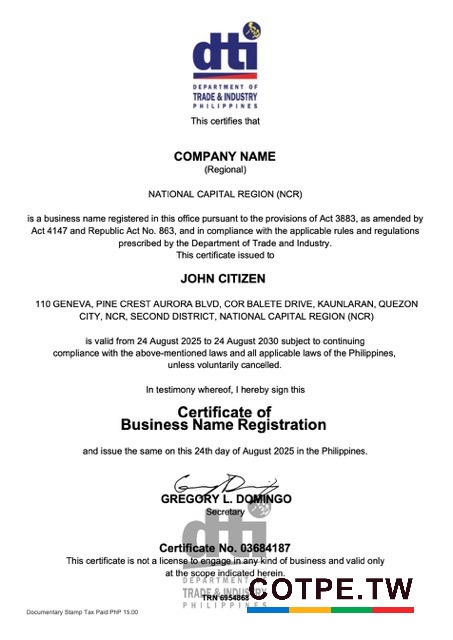 dti
DEPARTMENT OF
TRADE & INDUSTRY
PHILIPPINES
This certifies that
COMPANY NAME
(Regional)
NATIONAL CAPITAL REGION (NCR)
is a business name registered in this office pursuant to the provisions of Act 3883, as amended by
Act 4147 and Republic Act No. 863, and in compliance with the applicable rules and regulations
prescribed by the Department of Trade and Industry.
This certificate issued to
JOHN CITIZEN
110 GENEVA, PINE CREST AURORA BLVD, COR BALETE DRIVE, KAUNLARAN, QUEZON
CITY, NCR, SECOND DISTRICT, NATIONAL CAPITAL REGION (NCR)
is valid from 24 August 2025 to 24 August 2030 subject to continuing
compliance with the above-mentioned laws and all applicable laws of the Philippines,
unless voluntarily cancelled.
In testimony whereof, I hereby sign this
Certificate of
Business Name Registration
and issue the same on this 24th day of August 2025 in the Philippines.
GREGORY L. DOMINGO
Secretary
dti
Certificate No. 03684187
This certificate is not a license to engage in any kind of business and valid only
at the scope indicated herein.
DEPARTMENT OF
TRADE & INDUSTRY
TRN 6954868
PHILIPPINES
COTPE.TW
Documentary Stamp Tax Paid PhP 15.00